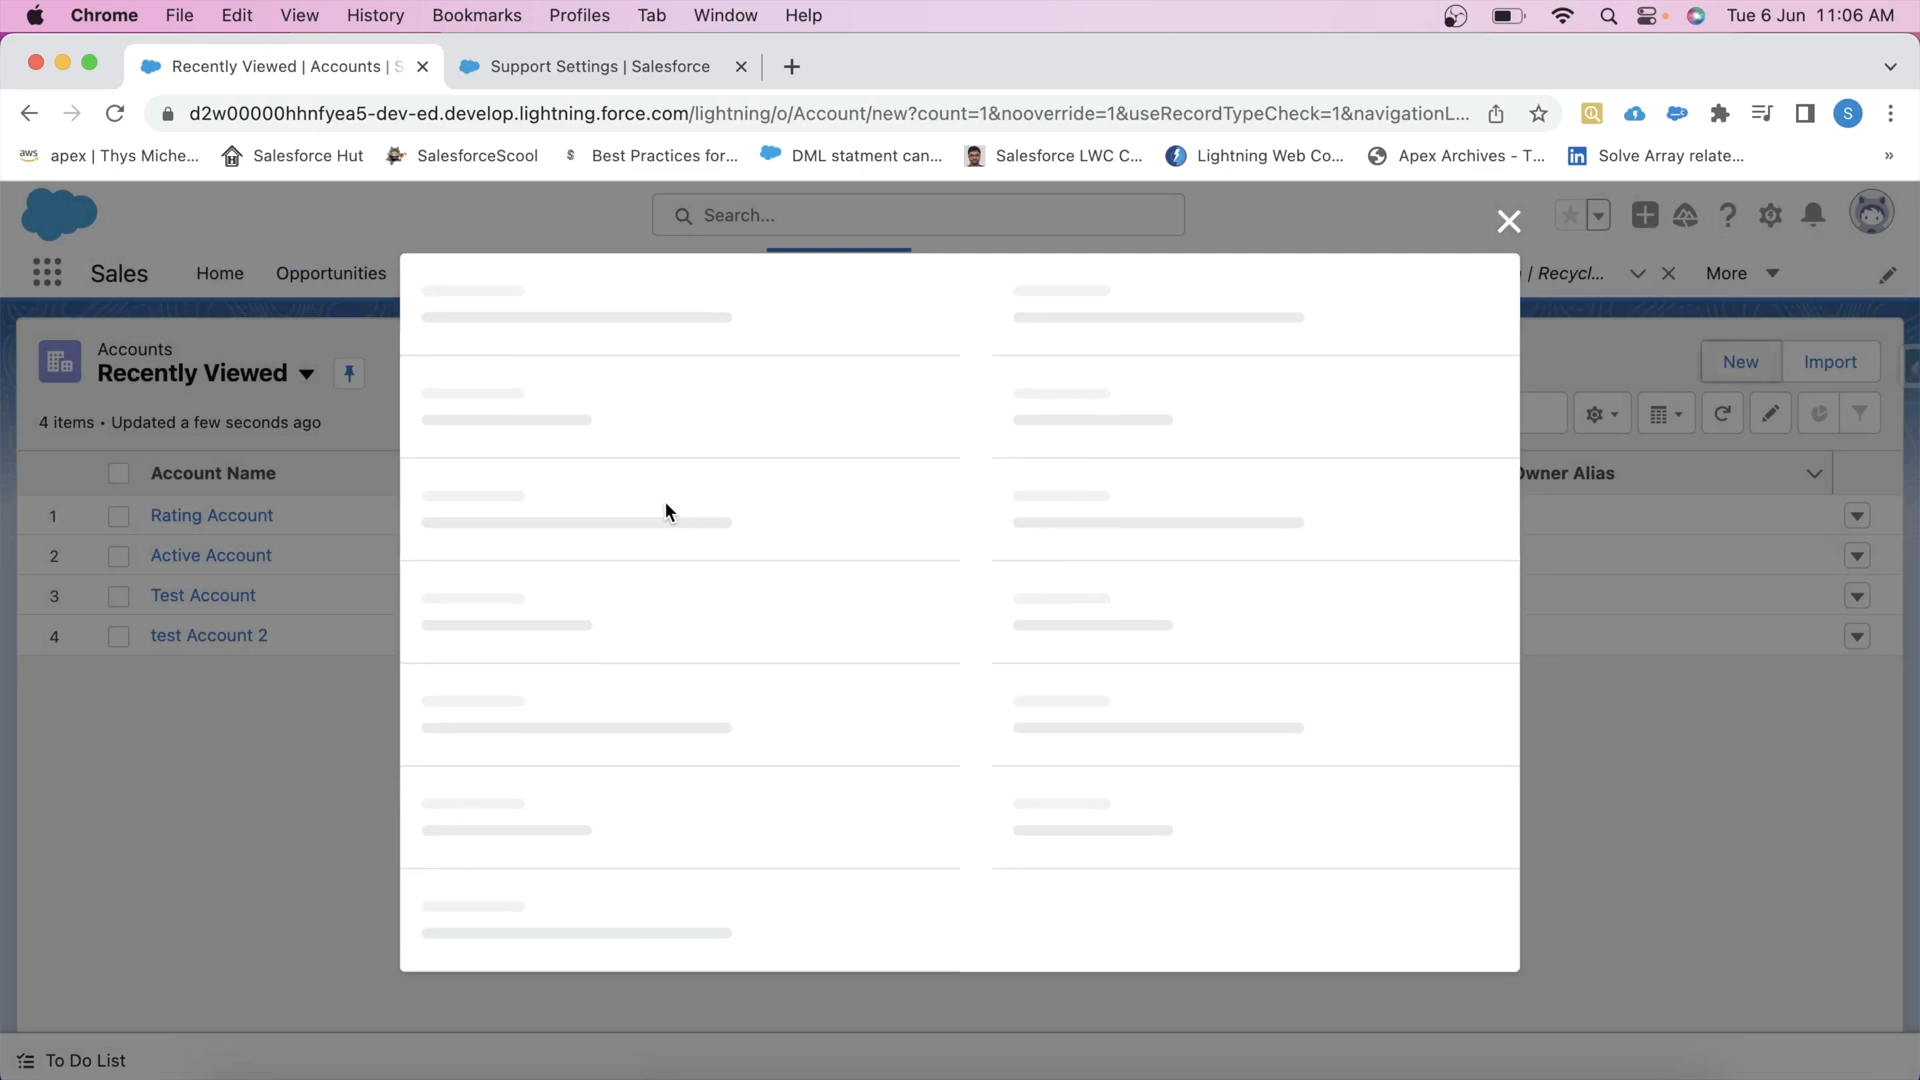 Chrome File Edit View History Bookmarks Profiles Tab Window Help Tue 6 Jun 11:06 AM
Recently Viewed | Accounts | S Support Settings | Salesforce
d2w00000hhnfyea5-dev-ed.develop.lightning.force.com/lightning/o/Account/new?count=1&nooverride=1&useRecordTypeCheck=1&navigationL... S
aws apex | Thys Miche... Salesforce Hut SalesforceScool S Best Practices for... DML statment can... Salesforce LWC C... Lightning Web Co... Apex Archives - T... in Solve Array relate... »
Search...
Sales Home Opportunities | Recycl... More
Accounts
Recently Viewed
New Import
4 items • Updated a few seconds ago
Account Name Owner Alias
1 Rating Account
2 Active Account
3 Test Account
4 test Account 2
To Do List